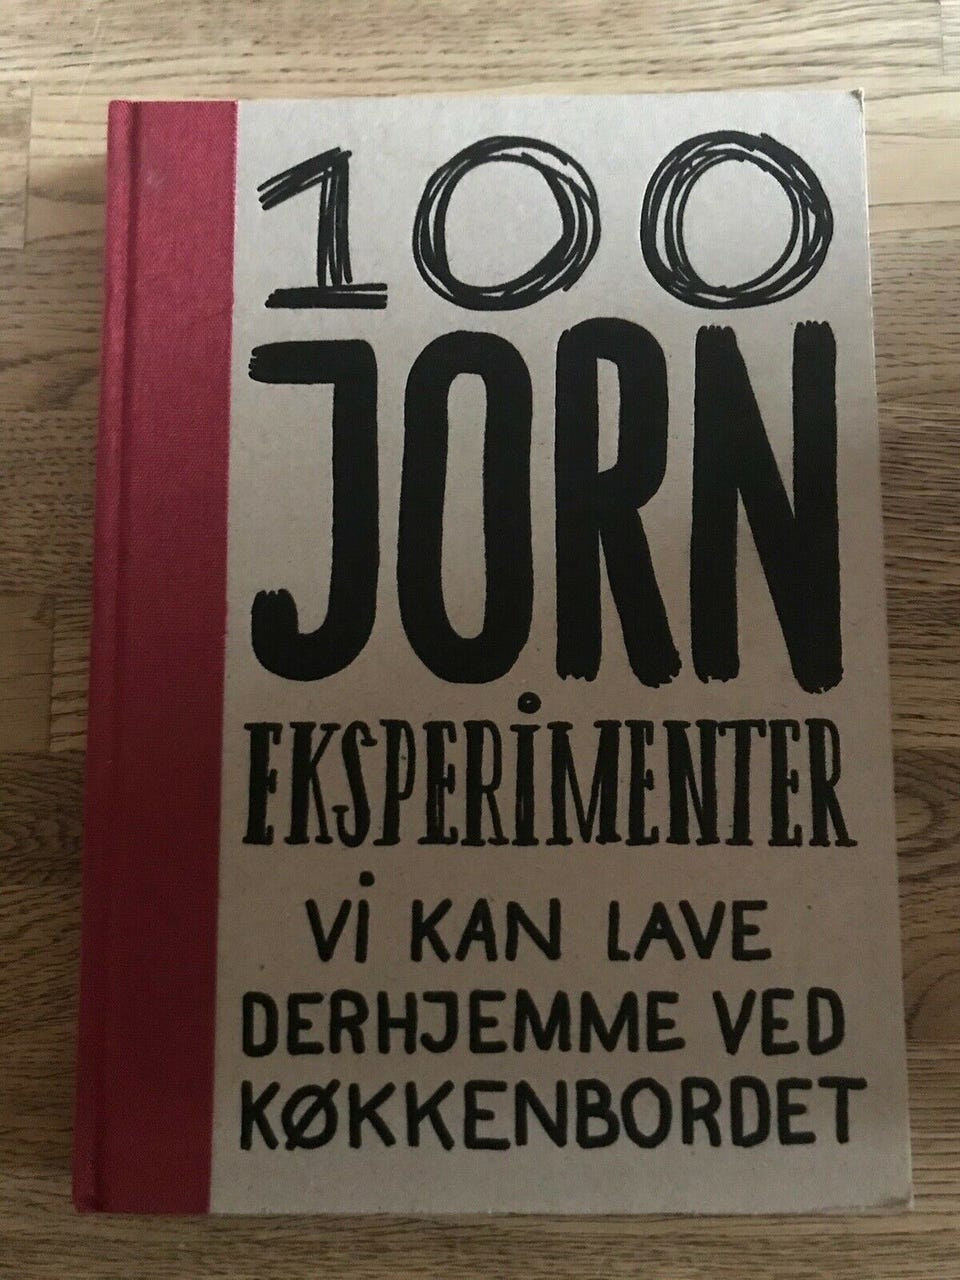 100
JORN
EKSPERiMENTER
Vi KAN LAVE
DERHJEMME VED
KØKKENBORDET